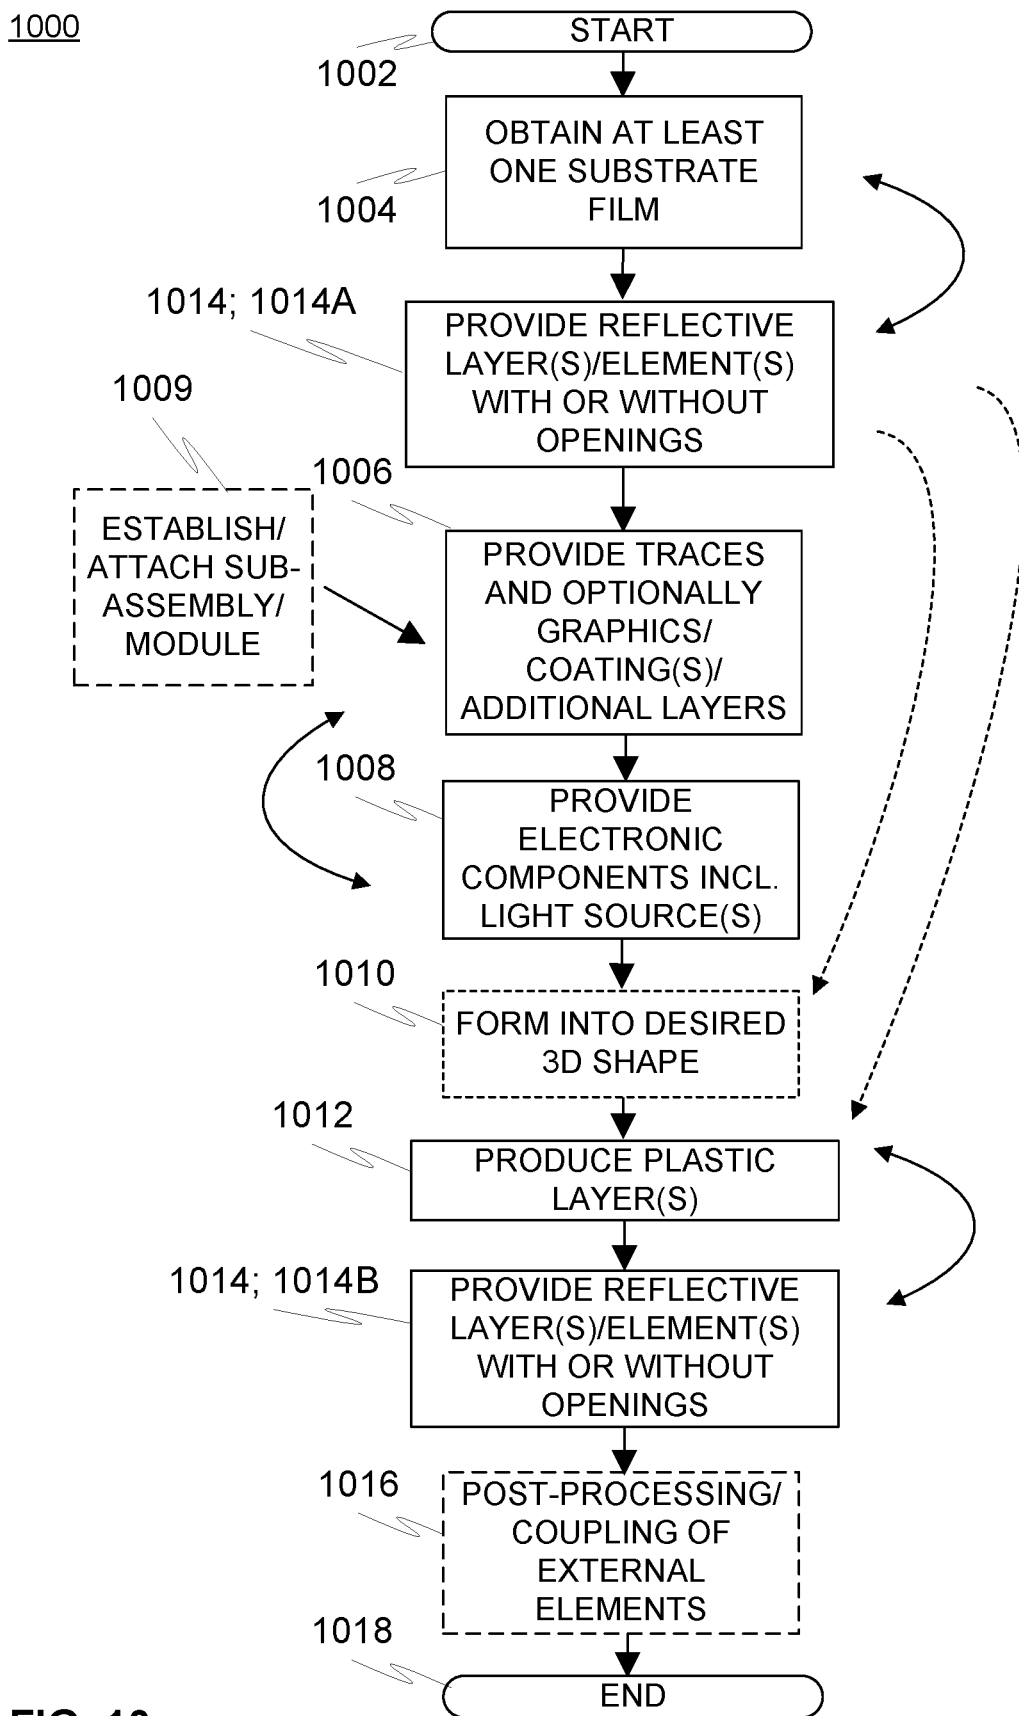 1000
START
1002
OBTAIN AT LEAST
ONE SUBSTRATE
FILM
1004
1014; 1014A
PROVIDE REFLECTIVE
LAYER(S)/ELEMENT(S)
WITH OR WITHOUT
OPENINGS
1009
ESTABLISH/
ATTACH SUB-
ASSEMBLY/
MODULE
1006
PROVIDE TRACES
AND OPTIONALLY
GRAPHICS/
COATING(S)/
ADDITIONAL LAYERS
1008
PROVIDE
ELECTRONIC
COMPONENTS INCL.
LIGHT SOURCE(S)
1010
FORM INTO DESIRED
3D SHAPE
1012
PRODUCE PLASTIC
LAYER(S)
1014; 1014B
PROVIDE REFLECTIVE
LAYER(S)/ELEMENT(S)
WITH OR WITHOUT
OPENINGS
1016
POST-PROCESSING/
COUPLING OF
EXTERNAL
ELEMENTS
1018
END